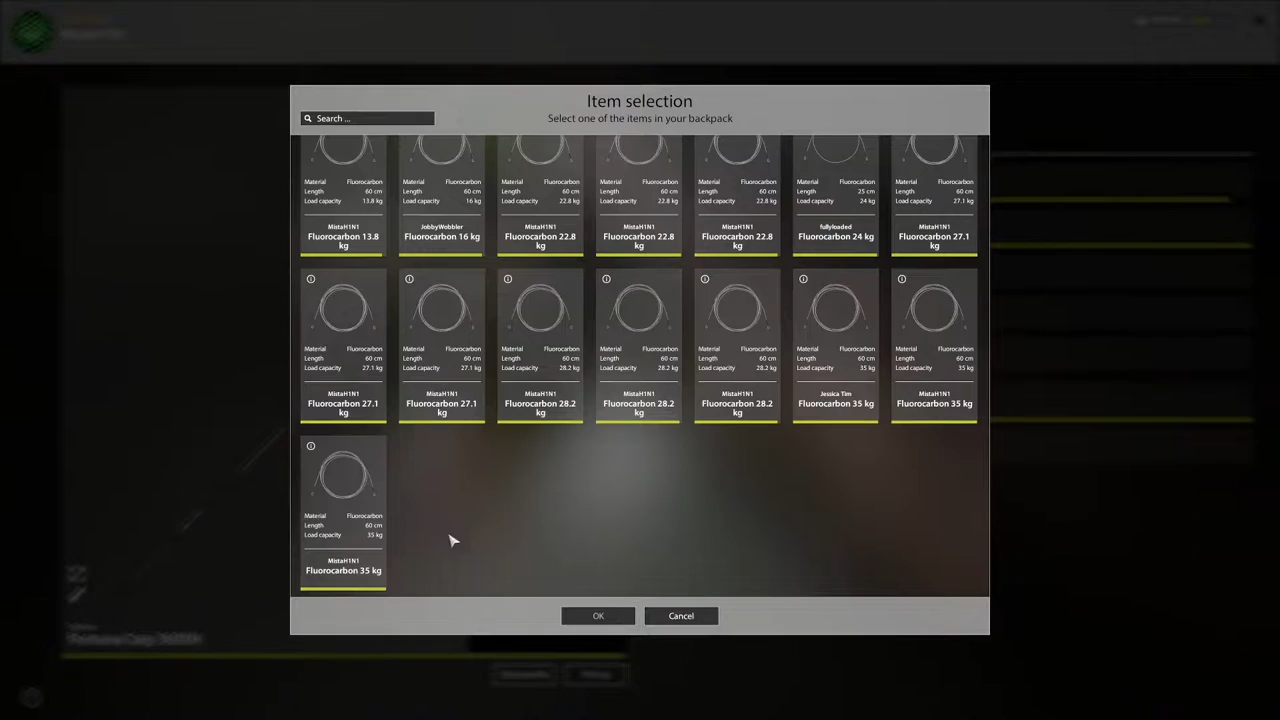 Item selection
Search ...
Select one of the items in your backpack
Material Fluorocarbon
Length 60 cm
Load capacity 13.8 kg
MistaH1N1
Fluorocarbon 13.8
kg
Material Fluorocarbon
Length 60 cm
Load capacity 16 kg
JobbyWobbler
Fluorocarbon 16 kg
Material Fluorocarbon
Length 60 cm
Load capacity 22.8 kg
MistaH1N1
Fluorocarbon 22.8
kg
Material Fluorocarbon
Length 60 cm
Load capacity 22.8 kg
MistaH1N1
Fluorocarbon 22.8
kg
Material Fluorocarbon
Length 60 cm
Load capacity 22.8 kg
MistaH1N1
Fluorocarbon 22.8
kg
Material Fluorocarbon
Length 25 cm
Load capacity 24 kg
fullyloaded
Fluorocarbon 24 kg
Material Fluorocarbon
Length 60 cm
Load capacity 27.1 kg
MistaH1N1
Fluorocarbon 27.1
kg
Material Fluorocarbon
Length 60 cm
Load capacity 27.1 kg
MistaH1N1
Fluorocarbon 27.1
kg
Material Fluorocarbon
Length 60 cm
Load capacity 27.1 kg
MistaH1N1
Fluorocarbon 27.1
kg
Material Fluorocarbon
Length 60 cm
Load capacity 28.2 kg
MistaH1N1
Fluorocarbon 28.2
kg
Material Fluorocarbon
Length 60 cm
Load capacity 28.2 kg
MistaH1N1
Fluorocarbon 28.2
kg
Material Fluorocarbon
Length 60 cm
Load capacity 28.2 kg
MistaH1N1
Fluorocarbon 28.2
kg
Material Fluorocarbon
Length 60 cm
Load capacity 35 kg
Jessica Tim
Fluorocarbon 35 kg
Material Fluorocarbon
Length 60 cm
Load capacity 35 kg
MistaH1N1
Fluorocarbon 35 kg
Material Fluorocarbon
Length 60 cm
Load capacity 35 kg
MistaH1N1
Fluorocarbon 35 kg
OK
Cancel